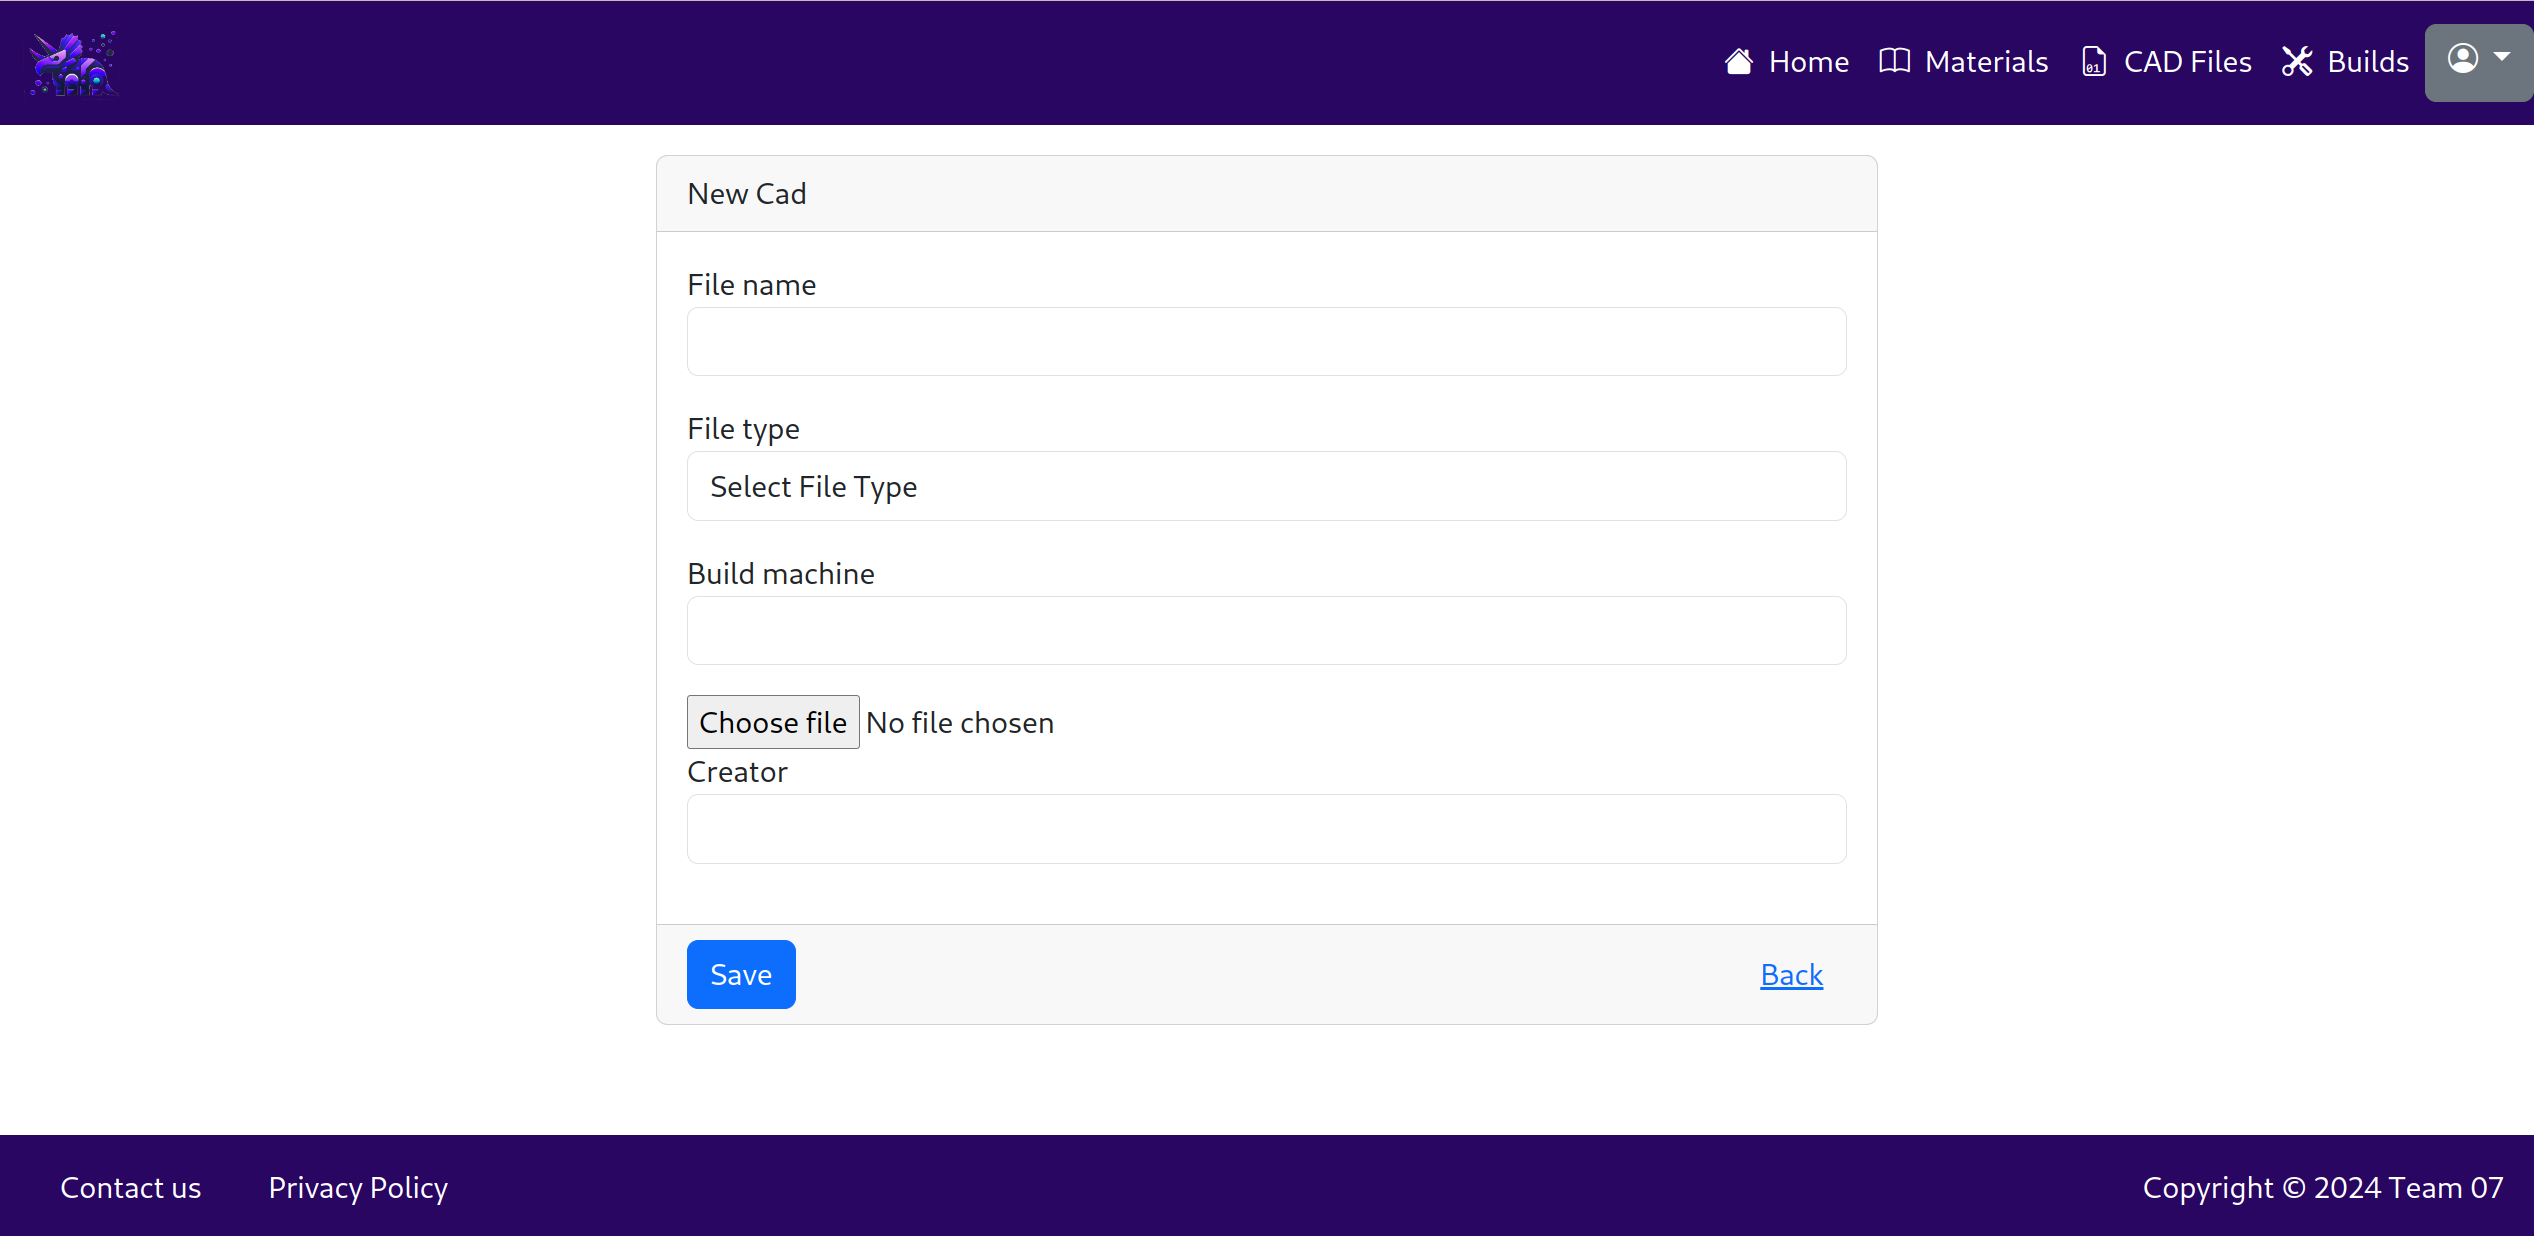 Home Materials CAD Files Builds
New Cad
File name
File type
Select File Type
Build machine
Choose file No file chosen
Creator
Save Back
Contact us Privacy Policy Copyright © 2024 Team 07